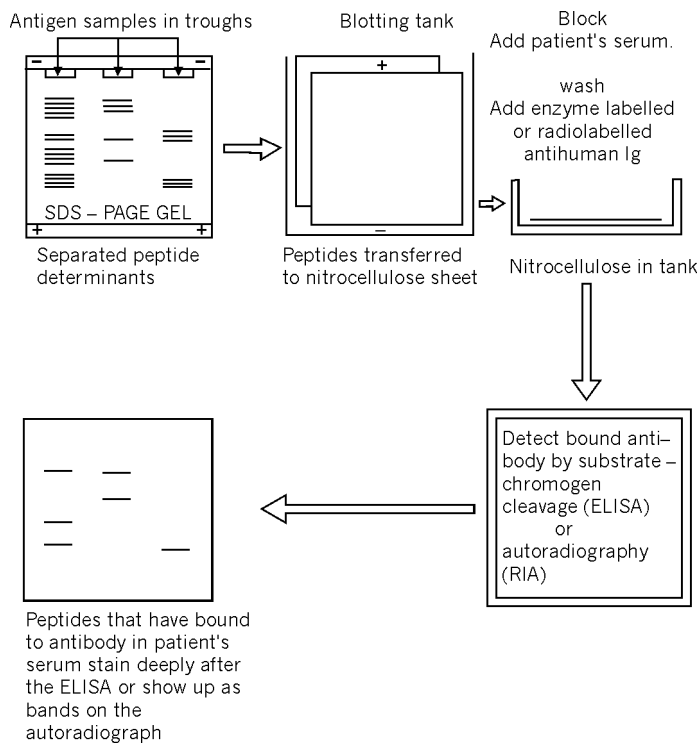 Antigen samples in troughs
– –
SDS – PAGE GEL
+ +
Separated peptide
determinants
Blotting tank
+
–
Peptides transferred
to nitrocellulose sheet
Block
Add patient's serum.
wash
Add enzyme labelled
or radiolabelled
antihuman Ig
Nitrocellulose in tank
Detect bound anti–
body by substrate –
chromogen
cleavage (ELISA)
or
autoradiography
(RIA)
Peptides that have bound
to antibody in patient's
serum stain deeply after
the ELISA or show up as
bands on the
autoradiograph